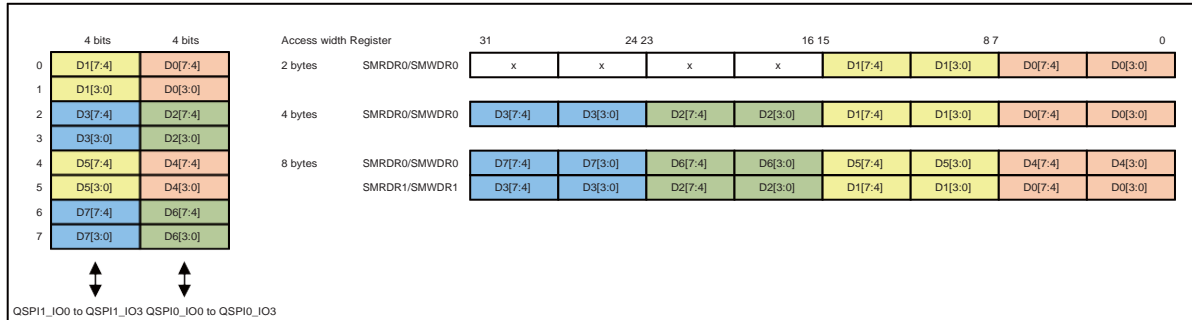 4 bits 4 bits Access width Register 31 24 23 16 15 8 7 0
0 D1[7:4] D0[7:4] 2 bytes SMRDR0/SMWDR0 x x x x D1[7:4] D1[3:0] D0[7:4] D0[3:0]
1 D1[3:0] D0[3:0]
2 D3[7:4] D2[7:4] 4 bytes SMRDR0/SMWDR0 D3[7:4] D3[3:0] D2[7:4] D2[3:0] D1[7:4] D1[3:0] D0[7:4] D0[3:0]
3 D3[3:0] D2[3:0]
4 D5[7:4] D4[7:4] 8 bytes SMRDR0/SMWDR0 D7[7:4] D7[3:0] D6[7:4] D6[3:0] D5[7:4] D5[3:0] D4[7:4] D4[3:0]
5 D5[3:0] D4[3:0] SMRDR1/SMWDR1 D3[7:4] D3[3:0] D2[7:4] D2[3:0] D1[7:4] D1[3:0] D0[7:4] D0[3:0]
6 D7[7:4] D6[7:4]
7 D7[3:0] D6[3:0]
QSPI1_IO0 to QSPI1_IO3 QSPI0_IO0 to QSPI0_IO3